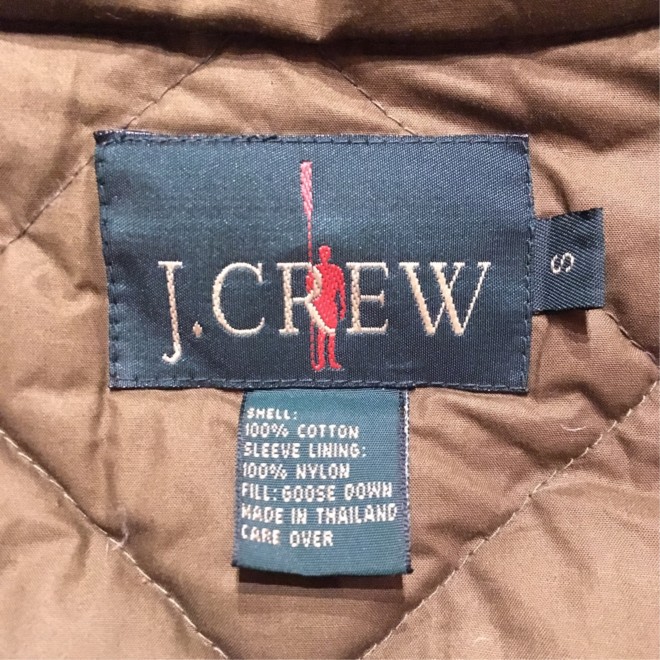 J.CREW
S
SHELL:
100% COTTON
SLEEVE LINING:
100% NYLON
FILL: GOOSE DOWN
MADE IN THAILAND
CARE OVER